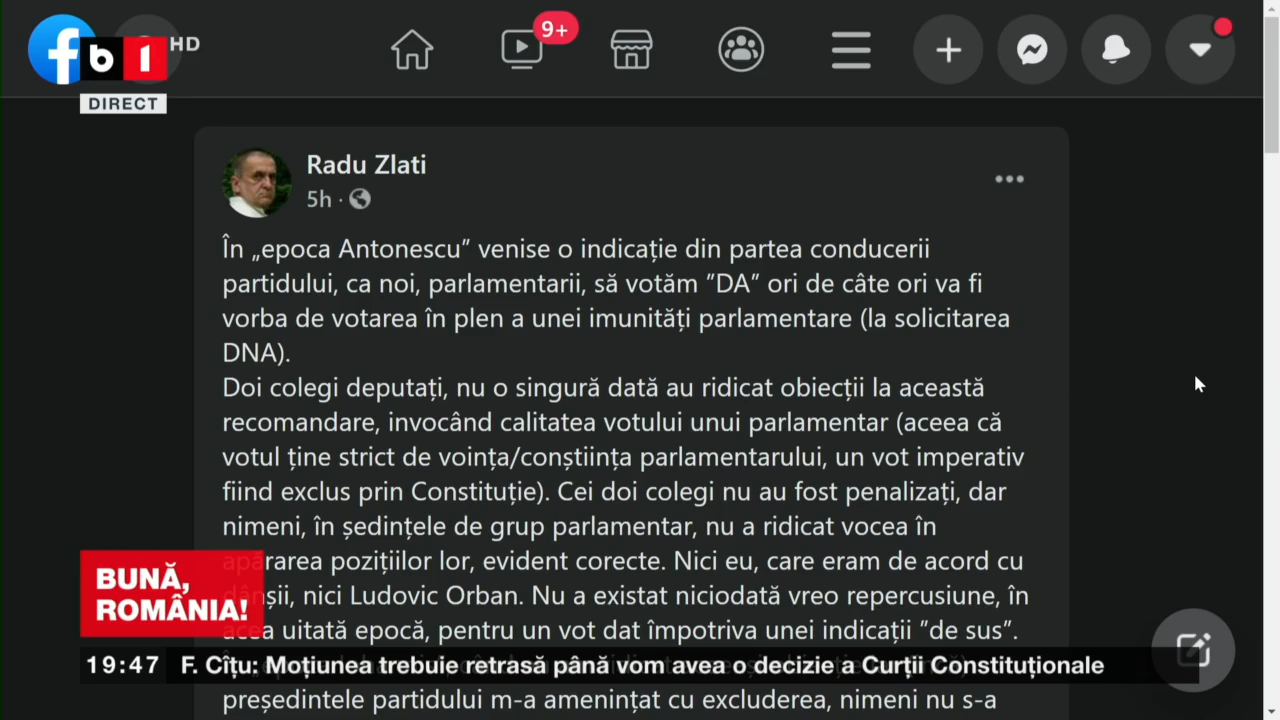 9+
b1
HD
DIRECT
Radu Zlati
5h ·
În „epoca Antonescu” venise o indicație din partea conducerii
partidului, ca noi, parlamentarii, să votăm ”DA” ori de câte ori va fi
vorba de votarea în plen a unei imunități parlamentare (la solicitarea
DNA).
Doi colegi deputați, nu o singură dată au ridicat obiecții la această
recomandare, invocând calitatea votului unui parlamentar (aceea că
votul ține strict de voința/conștiința parlamentarului, un vot imperativ
fiind exclus prin Constituție). Cei doi colegi nu au fost penalizați, dar
nimeni, în ședințele de grup parlamentar, nu a ridicat vocea în
apărarea pozițiilor lor, evident corecte. Nici eu, care eram de acord cu
dânșii, nici Ludovic Orban. Nu a existat niciodată vreo repercusiune, în
acea uitată epocă, pentru un vot dat împotriva unei indicații ”de sus”.
președintele partidului m-a amenințat cu excluderea, nimeni nu s-a
BUNĂ,
ROMÂNIA!
19:47 F. Cîțu: Moțiunea trebuie retrasă până vom avea o decizie a Curții Constituționale